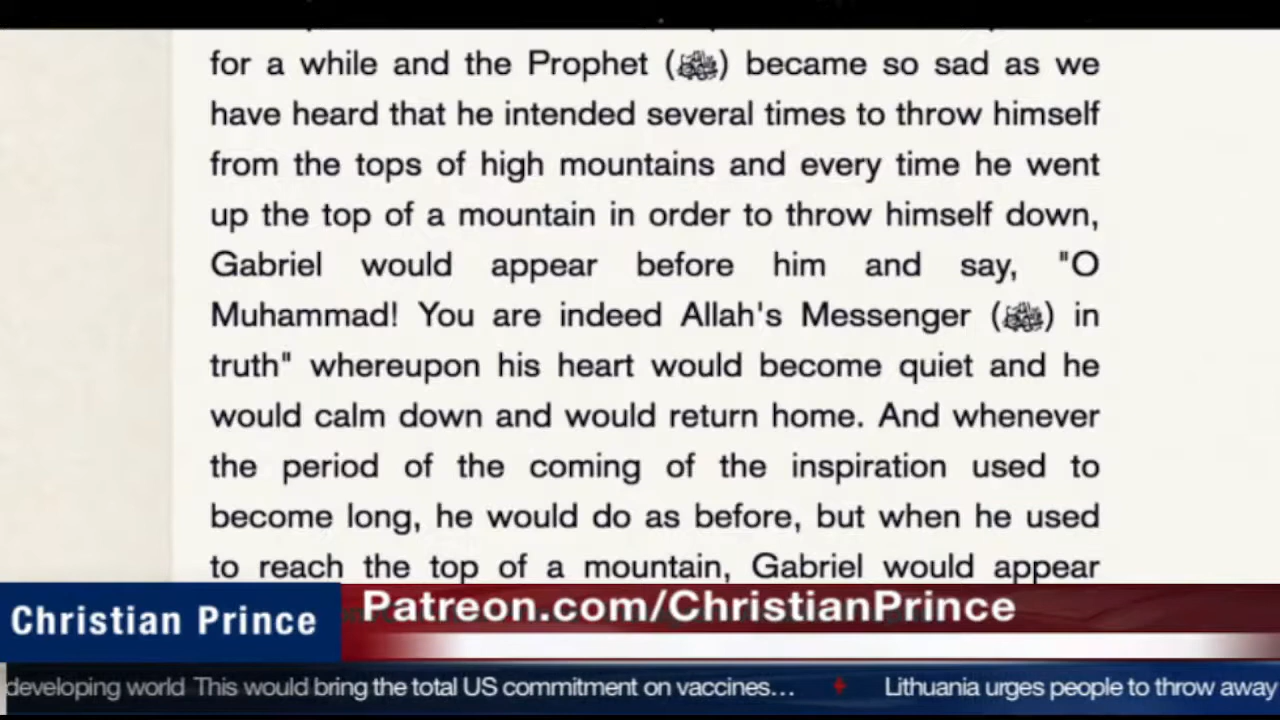 for a while and the Prophet (ﷺ) became so sad as we
have heard that he intended several times to throw himself
from the tops of high mountains and every time he went
up the top of a mountain in order to throw himself down,
Gabriel would appear before him and say, "O
Muhammad! You are indeed Allah's Messenger (ﷺ) in
truth" whereupon his heart would become quiet and he
would calm down and would return home. And whenever
the period of the coming of the inspiration used to
become long, he would do as before, but when he used
to reach the top of a mountain, Gabriel would appear
Christian Prince
Patreon.com/ChristianPrince
developing world This would bring the total US commitment on vaccines... Lithuania urges people to throw away